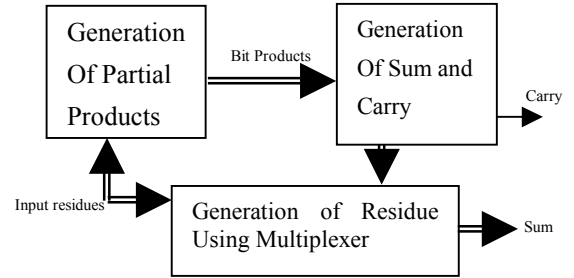 Generation
Of Partial
Products
Bit Products
Generation
Of Sum and
Carry
Carry
Input residues
Generation of Residue
Using Multiplexer
Sum